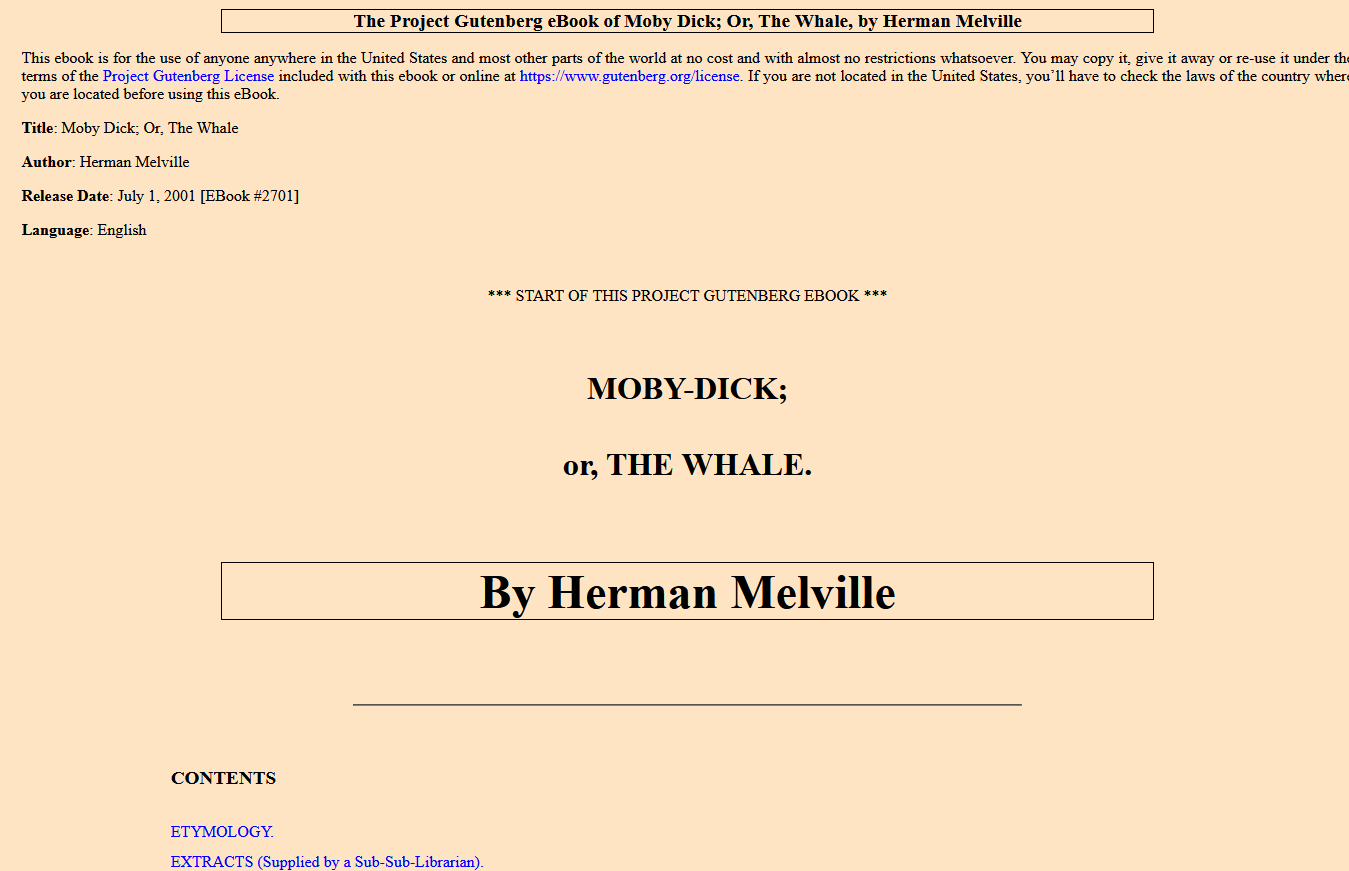 The Project Gutenberg eBook of Moby Dick; Or, The Whale, by Herman Melville
This ebook is for the use of anyone anywhere in the United States and most other parts of the world at no cost and with almost no restrictions whatsoever. You may copy it, give it away or re-use it under the
terms of the Project Gutenberg License included with this ebook or online at https://www.gutenberg.org/license. If you are not located in the United States, you’ll have to check the laws of the country where
you are located before using this eBook.
Title: Moby Dick; Or, The Whale
Author: Herman Melville
Release Date: July 1, 2001 [EBook #2701]
Language: English
*** START OF THIS PROJECT GUTENBERG EBOOK ***
MOBY-DICK;
or, THE WHALE.
By Herman Melville
CONTENTS
ETYMOLOGY.
EXTRACTS (Supplied by a Sub-Sub-Librarian).